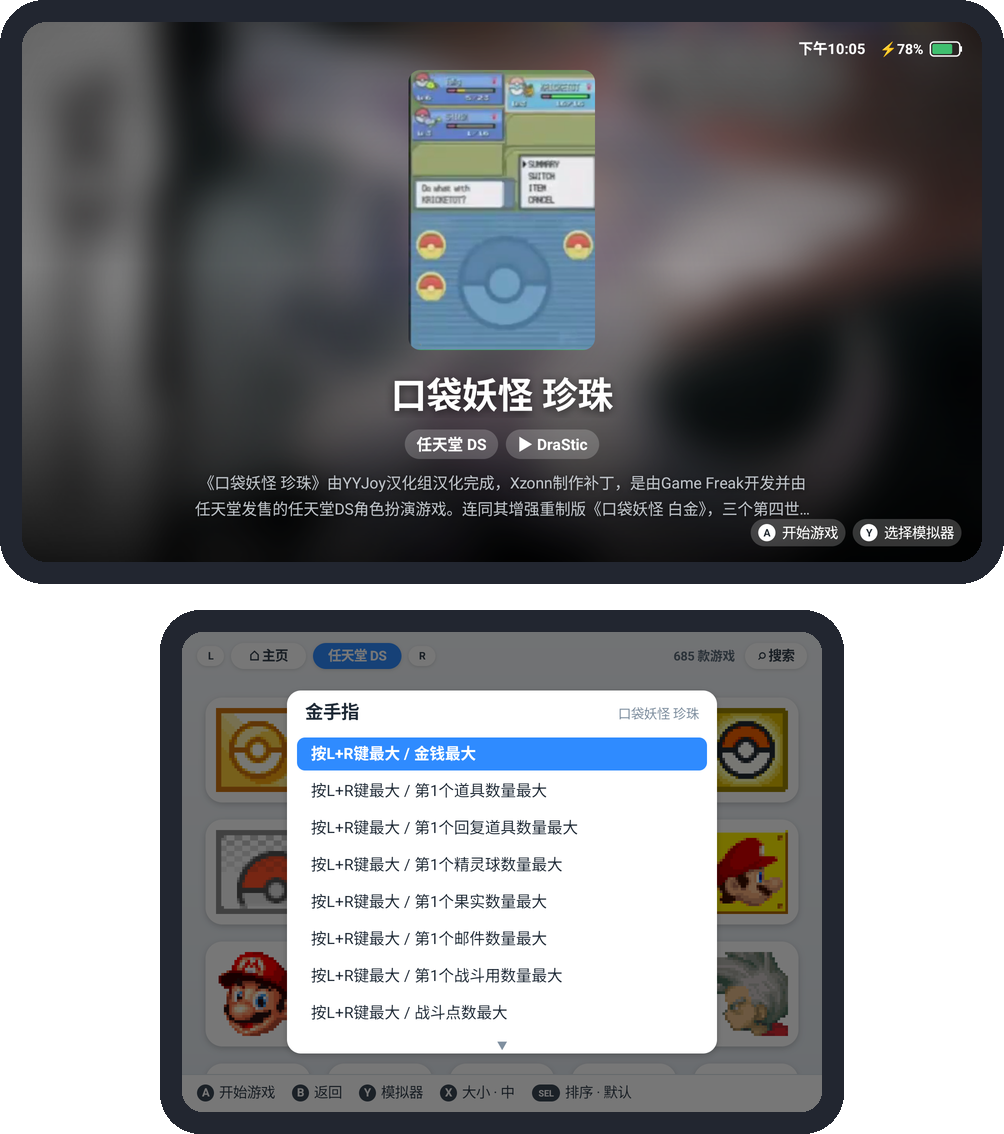 下午10:05 ⚡78%
Lv.6 5/23
Do what with
KRICKETOT?
SUMMARY
SWITCH
ITEM
CANCEL
口袋妖怪 珍珠
任天堂 DS ▶ DraStic
《口袋妖怪 珍珠》由YYJoy汉化组汉化完成，Xzonn制作补丁，是由Game Freak开发并由
任天堂发售的任天堂DS角色扮演游戏。连同其增强重制版《口袋妖怪 白金》，三个第四世…
A 开始游戏 Y 选择模拟器
L 主页 任天堂 DS R 685 款游戏 搜索
金手指 口袋妖怪 珍珠
按L+R键最大 / 金钱最大
按L+R键最大 / 第1个道具数量最大
按L+R键最大 / 第1个回复道具数量最大
按L+R键最大 / 第1个精灵球数量最大
按L+R键最大 / 第1个果实数量最大
按L+R键最大 / 第1个邮件数量最大
按L+R键最大 / 第1个战斗用数量最大
按L+R键最大 / 战斗点数最大
▼
A 开始游戏 B 返回 Y 模拟器 X 大小 · 中 SEL 排序 · 默认